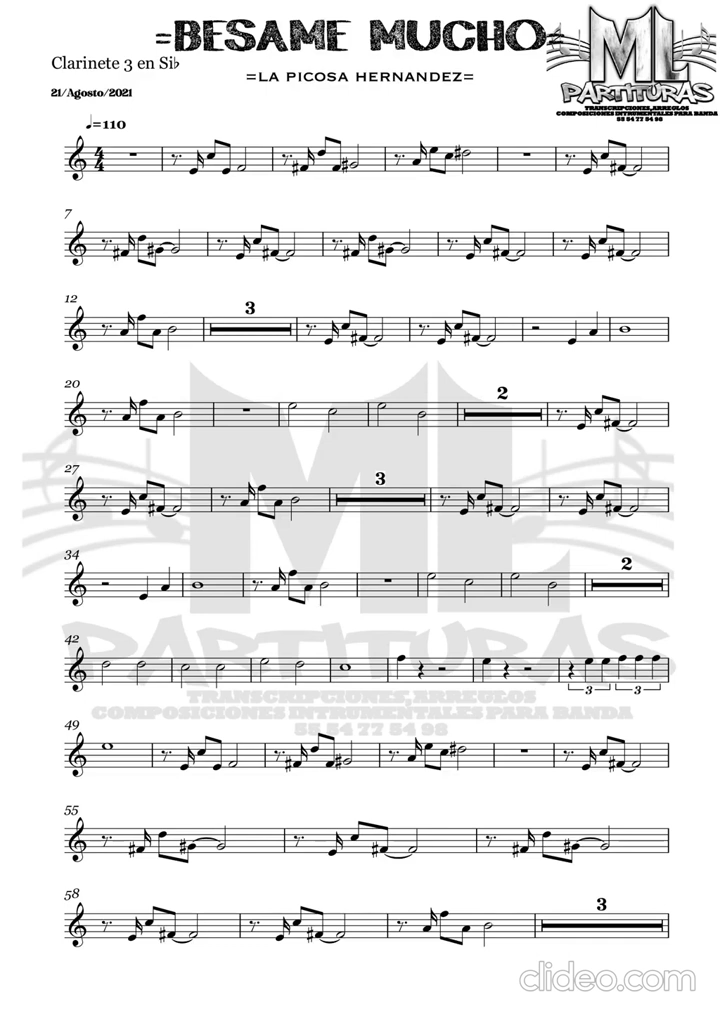 =BESAME MUCHO=
Clarinete 3 en Si♭
=LA PICOSA HERNANDEZ=
ML
PARTITURAS
TRANSCRIPCIONES, ARREGLOS
COMPOSICIONES INTRUMENTALES PARA BANDA
55 54 77 54 98
21/Agosto/2021
♩=110
4
4
7
12
3
20
2
27
3
34
2
ML
PARTITURAS
42
3
3
TRANSCRIPCIONES, ARREGLOS
COMPOSICIONES INTRUMENTALES PARA BANDA
55 54 77 54 98
49
55
58
3
clideo.com